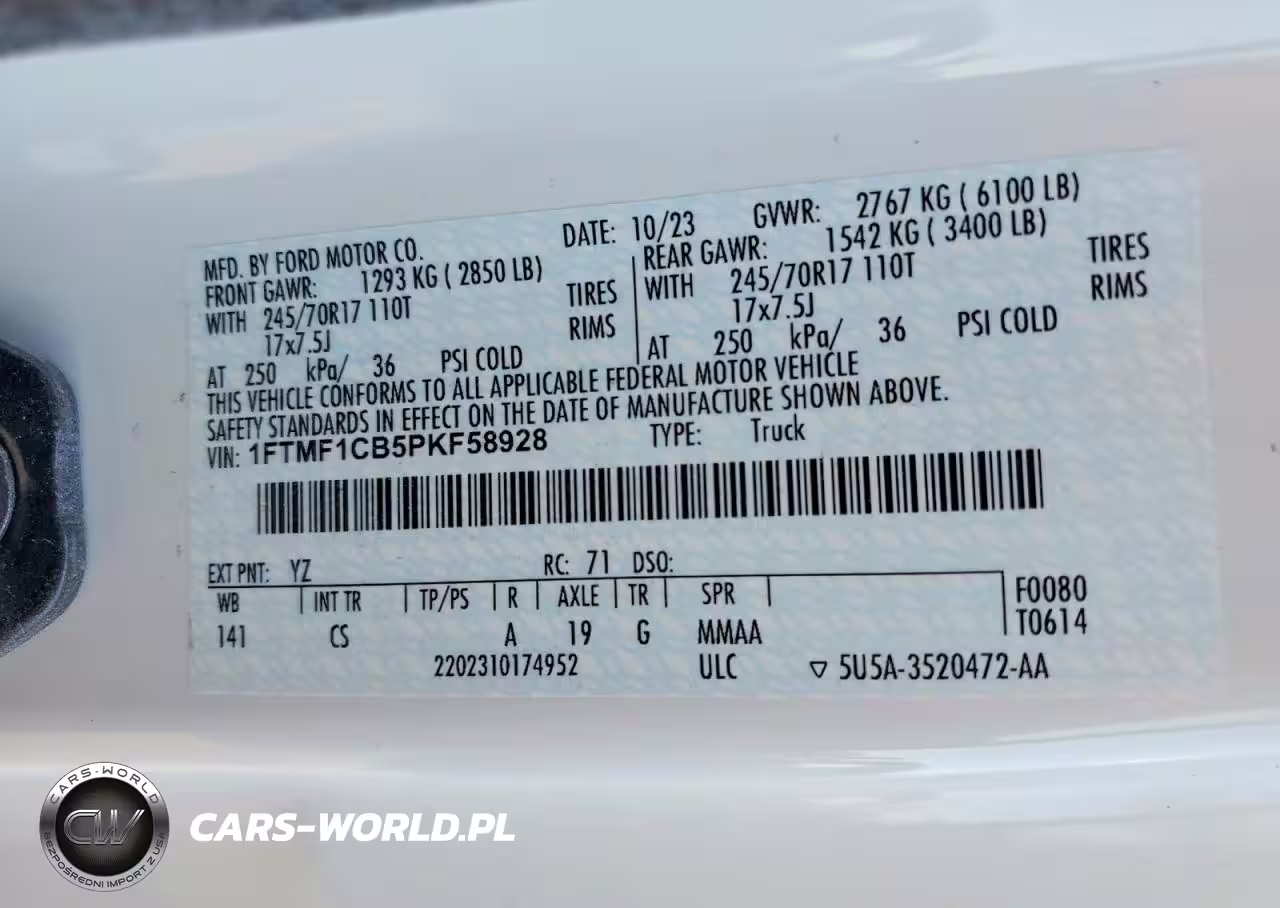 MFD. BY FORD MOTOR CO. DATE: 10/23 GVWR: 2767 KG ( 6100 LB)
FRONT GAWR: 1293 KG ( 2850 LB) REAR GAWR: 1542 KG ( 3400 LB)
WITH 245/70R17 110T TIRES WITH 245/70R17 110T TIRES
17x7.5J RIMS 17x7.5J RIMS
AT 250 kPa/ 36 PSI COLD AT 250 kPa/ 36 PSI COLD
THIS VEHICLE CONFORMS TO ALL APPLICABLE FEDERAL MOTOR VEHICLE
SAFETY STANDARDS IN EFFECT ON THE DATE OF MANUFACTURE SHOWN ABOVE.
VIN: 1FTMF1CB5PKF58928 TYPE: Truck
EXT PNT: YZ RC: 71 DSO:
WB INT TR TP/PS R AXLE TR SPR F0080
141 CS A 19 G MMAA T0614
2202310174952 ULC ▽ 5U5A-3520472-AA
CARS-WORLD
CW
BEZPOŚREDNI IMPORT Z USA
CARS-WORLD.PL